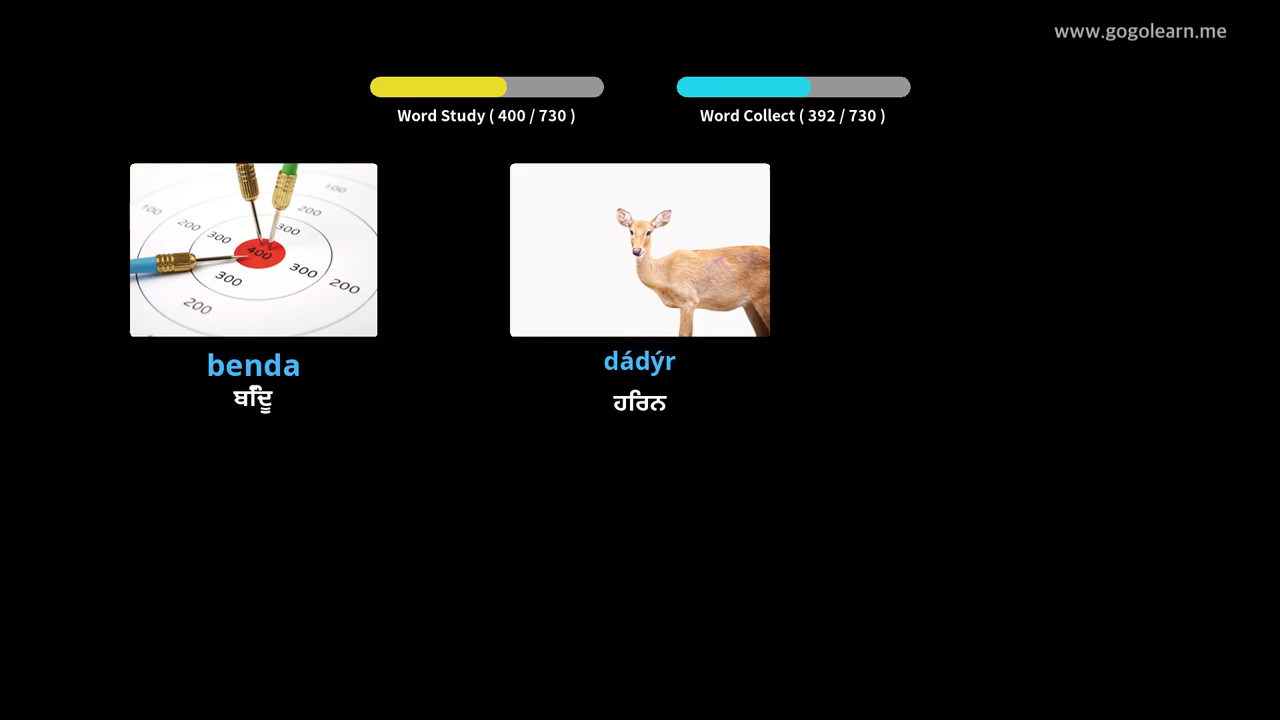 www.gogolearn.me
Word Study ( 400 / 730 )
Word Collect ( 392 / 730 )
100
100
200
200
300
300
400
300
300
200
200
benda
ਬਿੰਦੂ
dádýr
ਹਰਿਨ